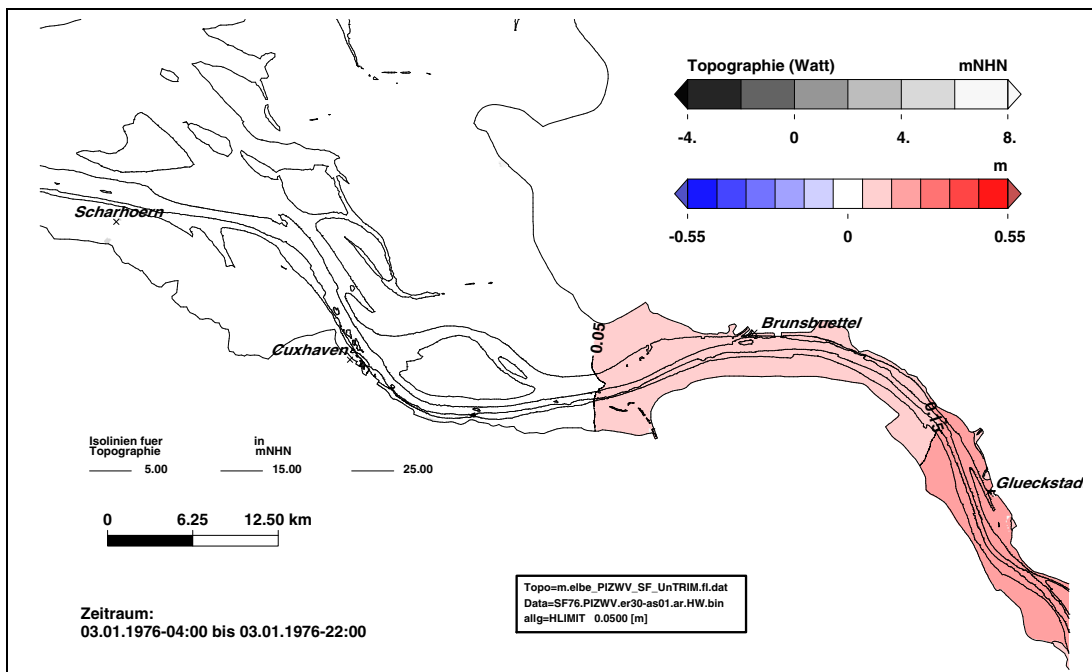 Topographie (Watt) mNHN
-4. 0 4. 8.
m
-0.55 0 0.55
Scharhoern
Cuxhaven
0.05
Brunsbuettel
0.15
Glueckstad
Isolinien fuer in
Topographie mNHN
5.00 15.00 25.00
0 6.25 12.50 km
Zeitraum:
03.01.1976-04:00 bis 03.01.1976-22:00
Topo=m.elbe_PIZWV_SF_UnTRIM.fl.dat
Data=SF76.PIZWV.er30-as01.ar.HW.bin
allg=HLIMIT 0.0500 [m]